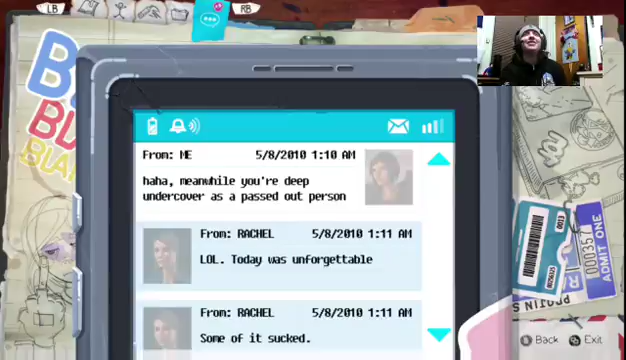 LB
RB
From: ME 5/8/2010 1:10 AM
haha, meanwhile you're deep
undercover as a passed out person
From: RACHEL 5/8/2010 1:11 AM
LOL. Today was unforgettable
From: RACHEL 5/8/2010 1:11 AM
Some of it sucked.
000357
ADMIT ONE
Back
Exit